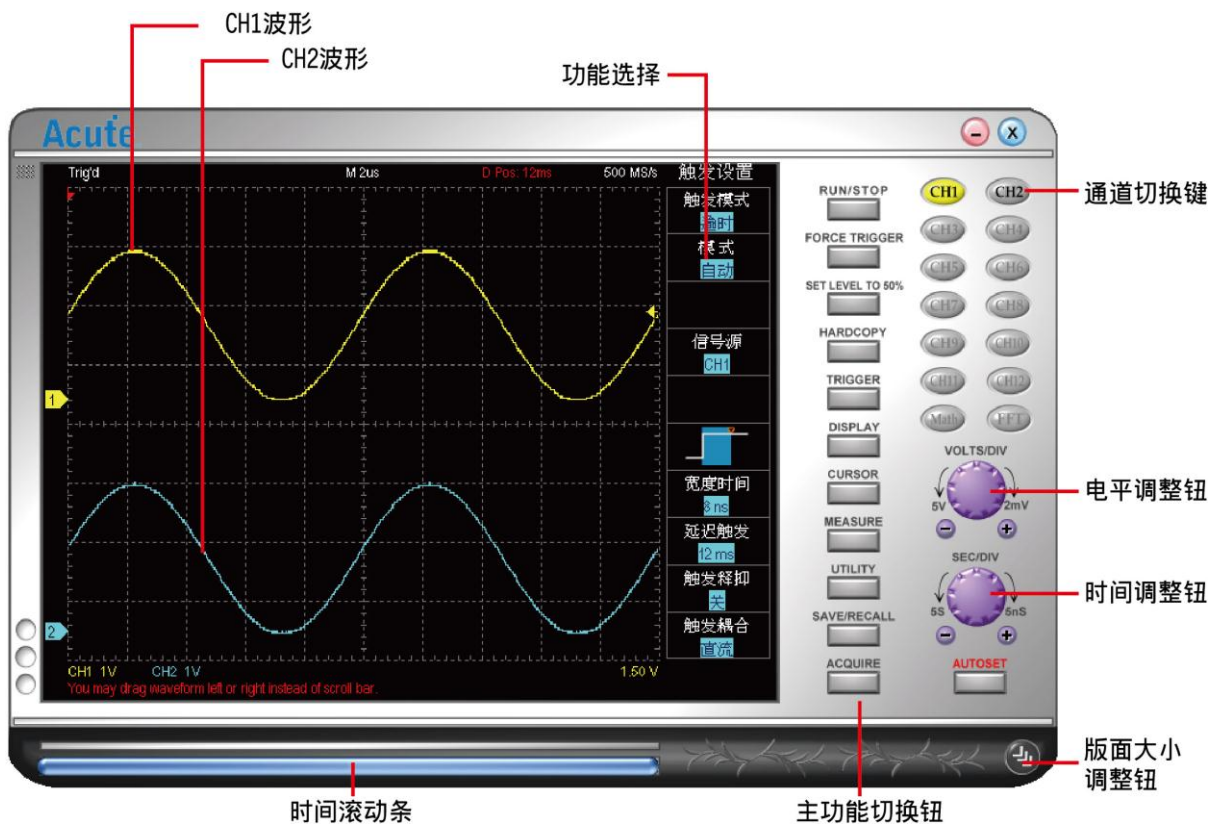 CH1波形
CH2波形
功能选择
Acute
Trig'd
M 2us
D Pos: 12ms
500 MS/s
触发设置
触发模式
模式
自动
信号源
CH1
宽度时间
8 ns
延迟触发
12 ms
触发释抑
关
触发耦合
直流
1
2
CH1 1V
CH2 1V
1.50 V
You may drag waveform left or right instead of scroll bar.
RUN/STOP
FORCE TRIGGER
SET LEVEL TO 50%
HARDCOPY
TRIGGER
DISPLAY
CURSOR
MEASURE
UTILITY
SAVE/RECALL
ACQUIRE
CH1
CH2
CH3
CH4
CH5
CH6
CH7
CH8
CH9
CH10
CH11
CH12
Math
FFT
VOLTS/DIV
5V
2mV
SEC/DIV
5S
5nS
AUTOSET
通道切换键
电平调整钮
时间调整钮
版面大小
调整钮
时间滚动条
主功能切换钮